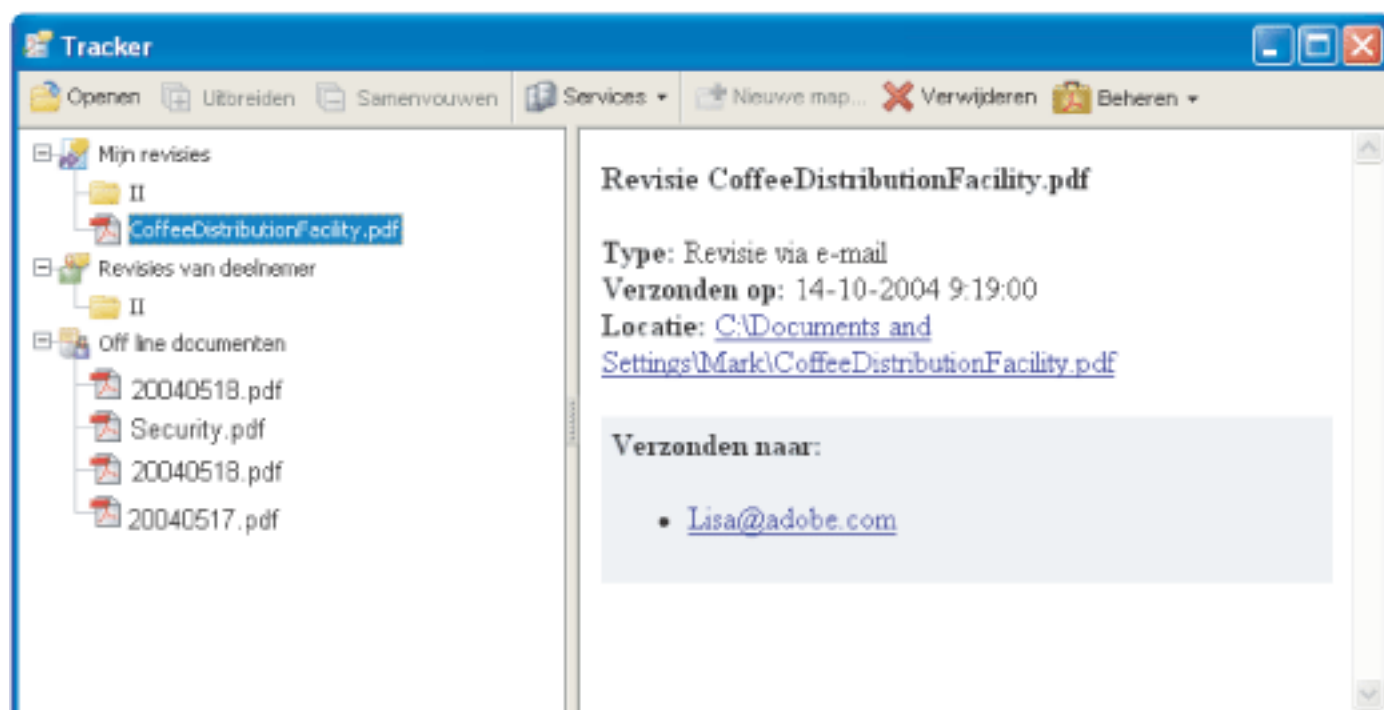 Tracker
Openen Uitbreiden Samenvouwen Services Nieuwe map... Verwijderen Beheren
Mijn revisies
II
CoffeeDistributionFacility.pdf
Revisies van deelnemer
II
Off line documenten
20040518.pdf
Security.pdf
20040518.pdf
20040517.pdf
Revisie CoffeeDistributionFacility.pdf
Type: Revisie via e-mail
Verzonden op: 14-10-2004 9:19:00
Locatie: C:\Documents and
Settings\Mark\CoffeeDistributionFacility.pdf
Verzonden naar:
• Lisa@adobe.com